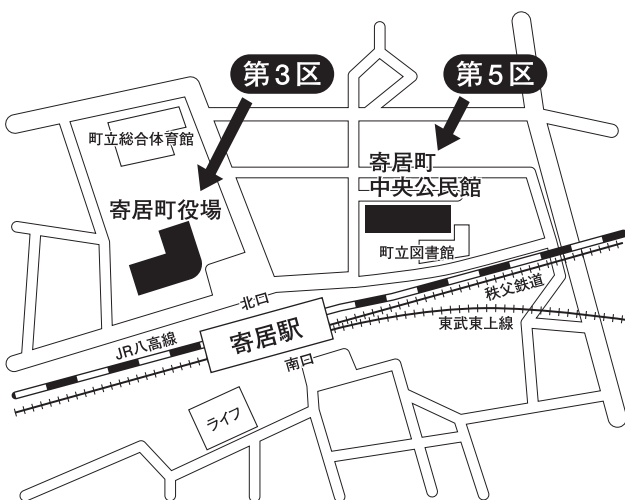 第3区
第5区
町立総合体育館
寄居町
中央公民館
寄居町役場
町立図書館
北口
秩父鉄道
JR八高線
寄居駅
東武東上線
南口
ライフ